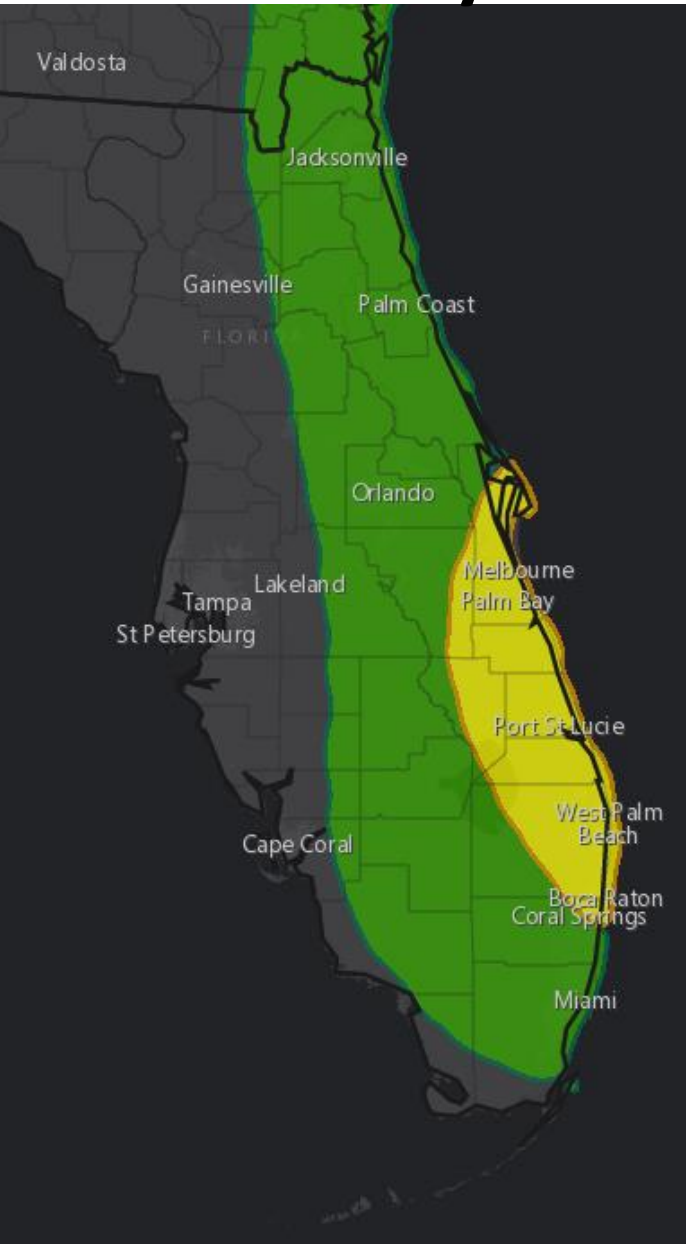 Valdosta
Jacksonville
Gainesville
Palm Coast
FLORIDA
Orlando
Melbourne
Lakeland
Palm Bay
Tampa
St Petersburg
Port St Lucie
West Palm
Beach
Cape Coral
Boca Raton
Coral Springs
Miami